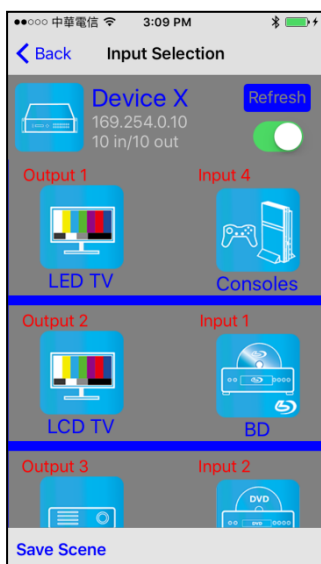 中華電信 3:09 PM
Back Input Selection
Device X Refresh
169.254.0.10
10 in/10 out
Output 1 Input 4
LED TV Consoles
Output 2 Input 1
LCD TV BD
Output 3 Input 2
DVD
Save Scene